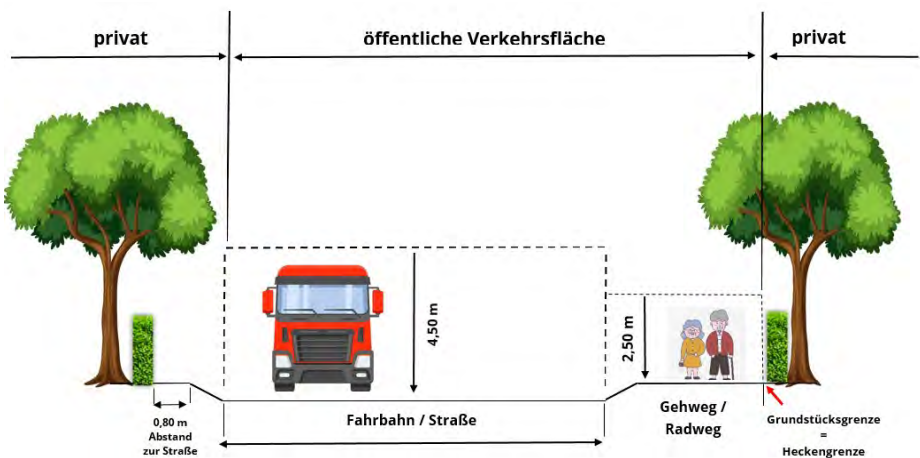 privat
öffentliche Verkehrsfläche
privat
4,50 m
2,50 m
0,80 m
Abstand
zur Straße
Fahrbahn / Straße
Gehweg /
Radweg
Grundstücksgrenze
=
Heckengrenze